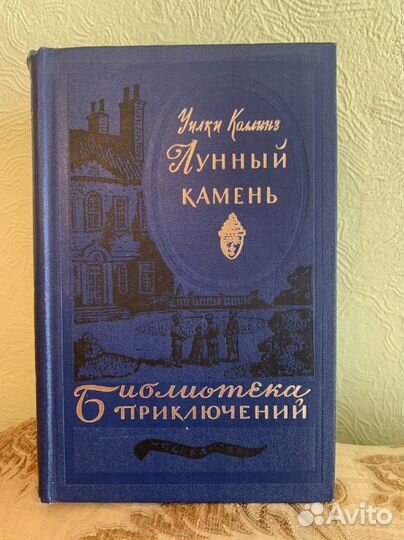 Уилки Коллинз
Лунный
камень
Библиотека
приключений
Avito